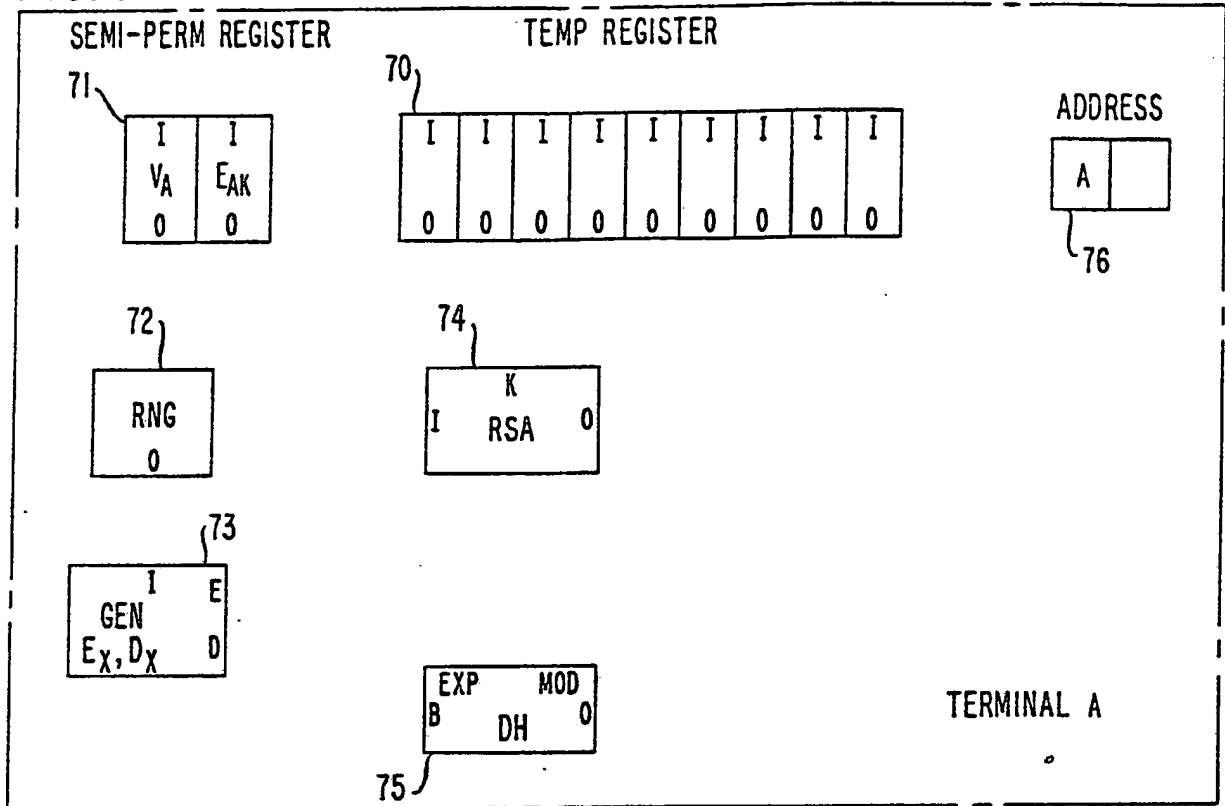 SEMI-PERM REGISTER
TEMP REGISTER
71
70
ADDRESS
I I
VA EAK
0 0
I I I I I I I I I
0 0 0 0 0 0 0 0 0
A
76
72
RNG
0
74
K
I RSA 0
73
I E
GEN
EX, DX D
EXP MOD
B DH 0
75
TERMINAL A